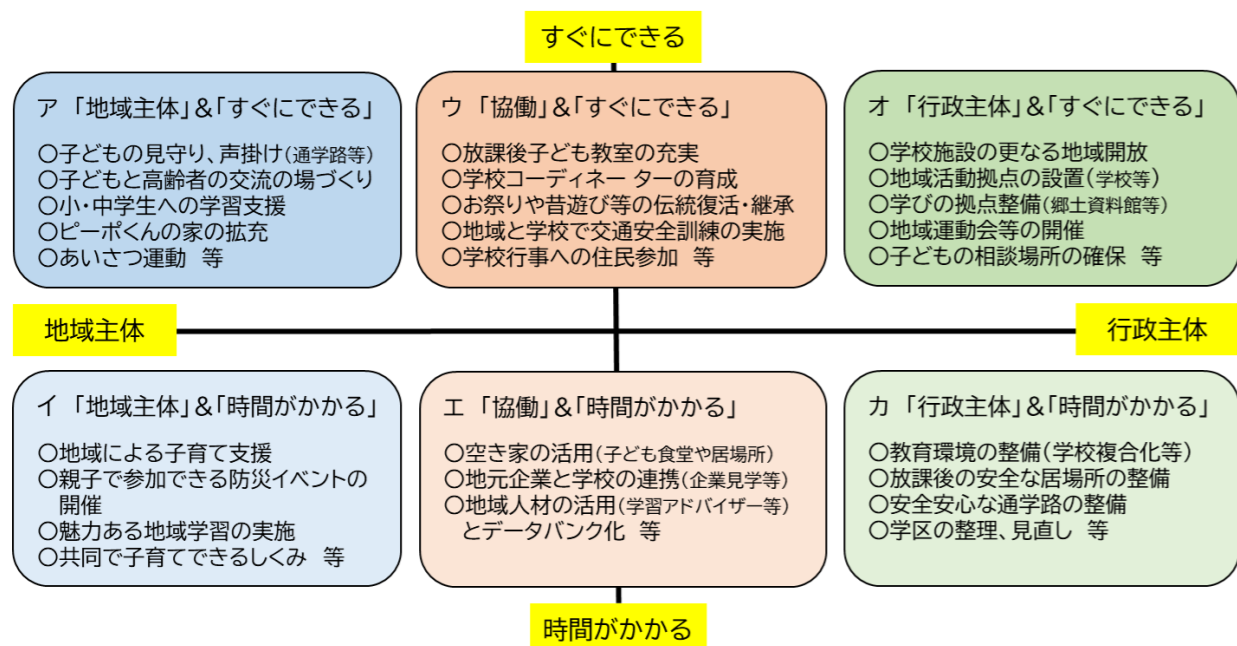 すぐにできる
ア 「地域主体」&「すぐにできる」
○子どもの見守り、声掛け(通学路等)
○子どもと高齢者の交流の場づくり
○小・中学生への学習支援
○ピーポくんの家の拡充
○あいさつ運動 等
ウ 「協働」&「すぐにできる」
○放課後子ども教室の充実
○学校コーディネーターの育成
○お祭りや昔遊び等の伝統復活・継承
○地域と学校で交通安全訓練の実施
○学校行事への住民参加 等
オ 「行政主体」&「すぐにできる」
○学校施設の更なる地域開放
○地域活動拠点の設置(学校等)
○学びの拠点整備(郷土資料館等)
○地域運動会等の開催
○子どもの相談場所の確保 等
地域主体
行政主体
イ 「地域主体」&「時間がかかる」
○地域による子育て支援
○親子で参加できる防災イベントの
開催
○魅力ある地域学習の実施
○共同で子育てできるしくみ 等
エ 「協働」&「時間がかかる」
○空き家の活用(子ども食堂や居場所)
○地元企業と学校の連携(企業見学等)
○地域人材の活用(学習アドバイザー等)
とデータバンク化 等
カ 「行政主体」&「時間がかかる」
○教育環境の整備(学校複合化等)
○放課後の安全な居場所の整備
○安全安心な通学路の整備
○学区の整理、見直し 等
時間がかかる